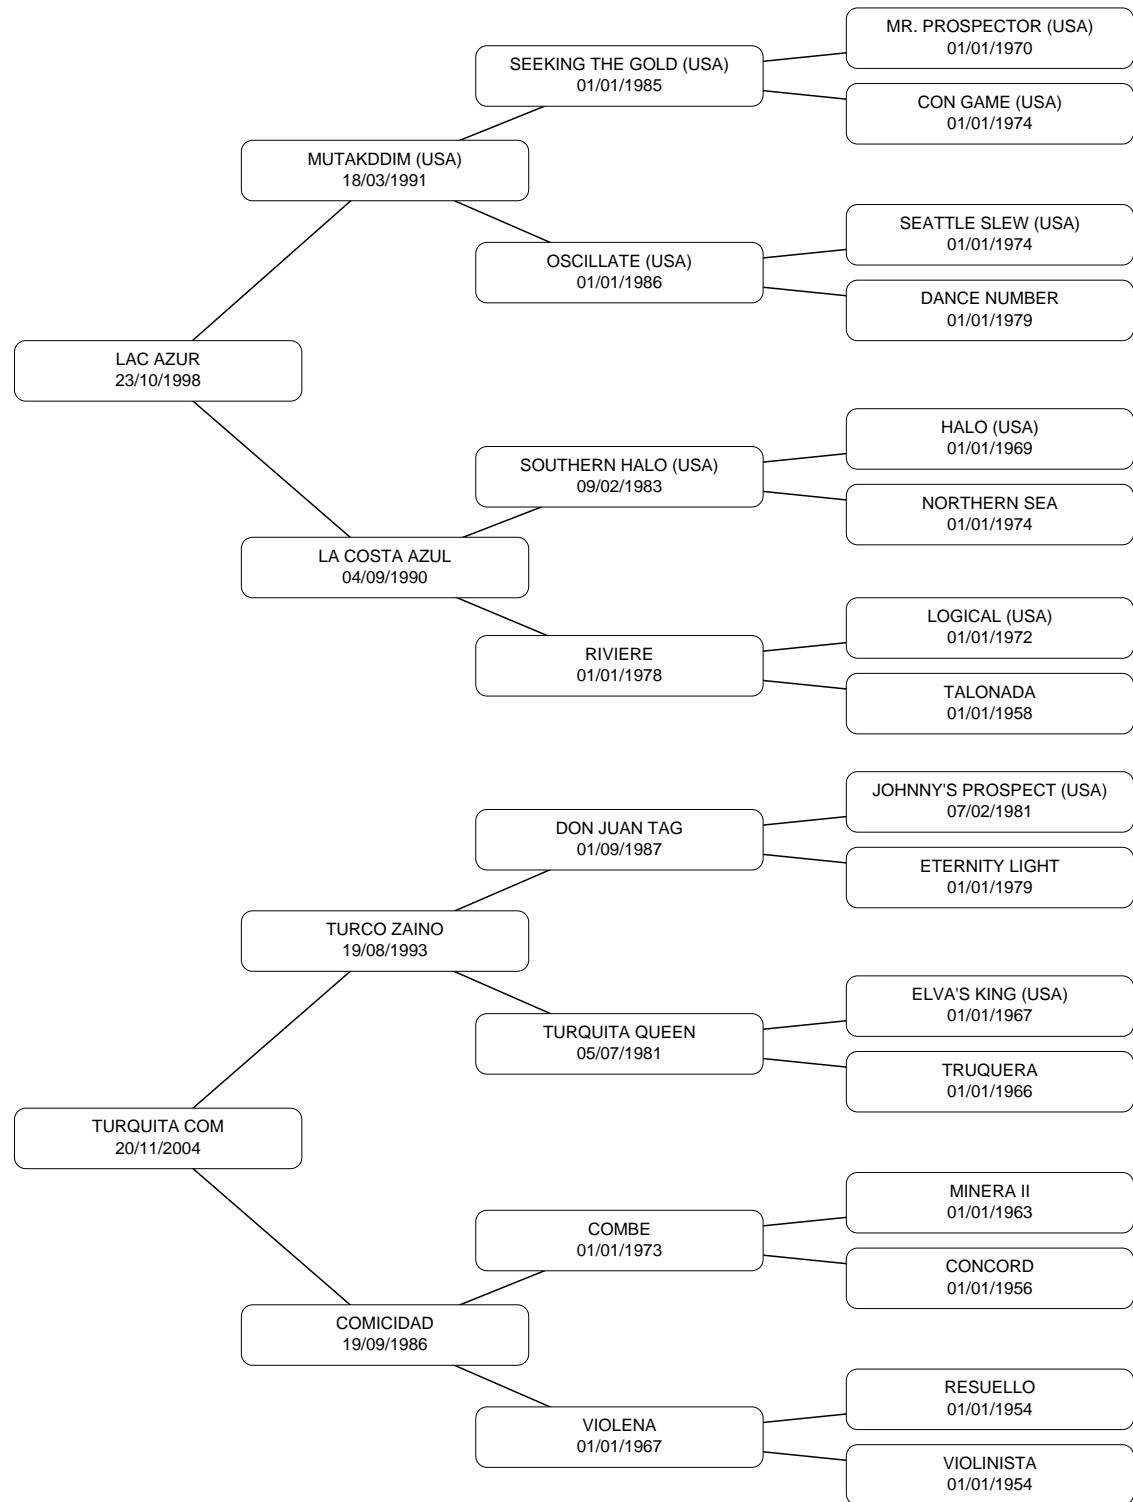 MR. PROSPECTOR (USA)
01/01/1970
SEEKING THE GOLD (USA)
01/01/1985
CON GAME (USA)
01/01/1974
MUTAKDDIM (USA)
18/03/1991
SEATTLE SLEW (USA)
01/01/1974
OSCILLATE (USA)
01/01/1986
DANCE NUMBER
01/01/1979
LAC AZUR
23/10/1998
HALO (USA)
01/01/1969
SOUTHERN HALO (USA)
09/02/1983
NORTHERN SEA
01/01/1974
LA COSTA AZUL
04/09/1990
LOGICAL (USA)
01/01/1972
RIVIERE
01/01/1978
TALONADA
01/01/1958
JOHNNY'S PROSPECT (USA)
07/02/1981
DON JUAN TAG
01/09/1987
ETERNITY LIGHT
01/01/1979
TURCO ZAINO
19/08/1993
ELVA'S KING (USA)
01/01/1967
TURQUITA QUEEN
05/07/1981
TRUQUERA
01/01/1966
TURQUITA COM
20/11/2004
MINERA II
01/01/1963
COMBE
01/01/1973
CONCORD
01/01/1956
COMICIDAD
19/09/1986
RESUELLO
01/01/1954
VIOLENA
01/01/1967
VIOLINISTA
01/01/1954